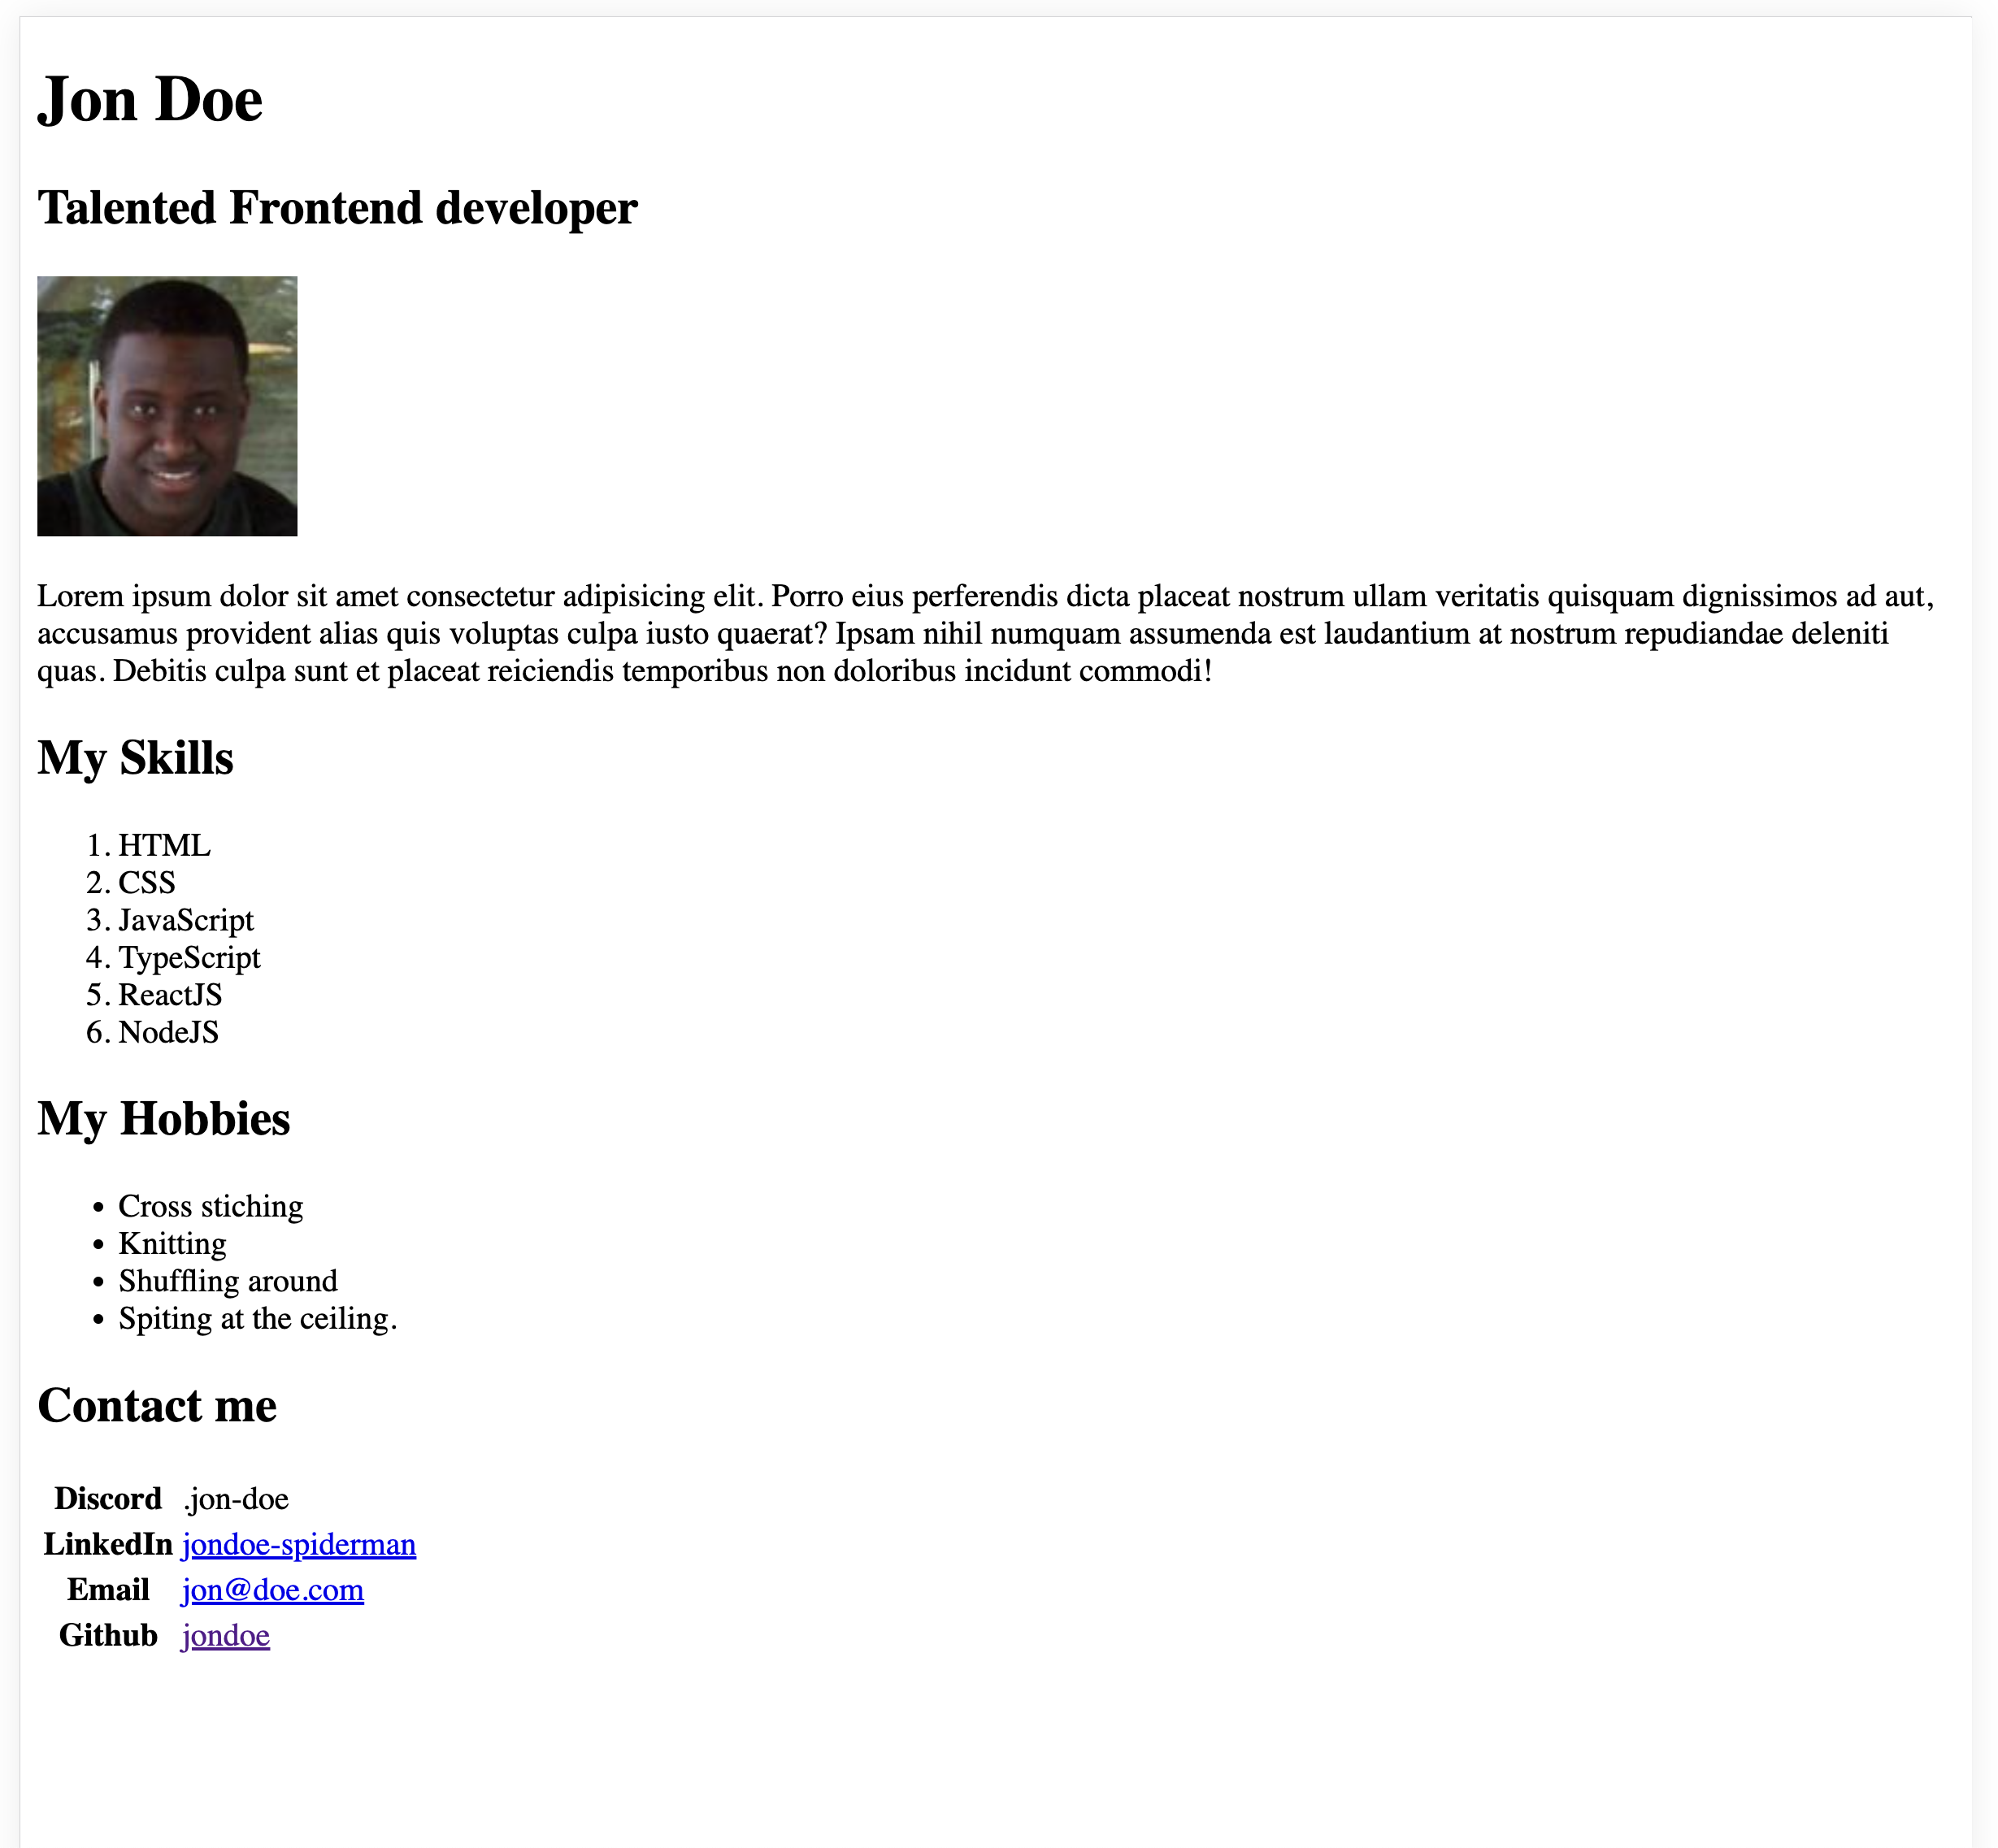 Jon Doe
Talented Frontend developer
Lorem ipsum dolor sit amet consectetur adipisicing elit. Porro eius perferendis dicta placeat nostrum ullam veritatis quisquam dignissimos ad aut,
accusamus provident alias quis voluptas culpa iusto quaerat? Ipsam nihil numquam assumenda est laudantium at nostrum repudiandae deleniti
quas. Debitis culpa sunt et placeat reiciendis temporibus non doloribus incidunt commodi!
My Skills
1. HTML
2. CSS
3. JavaScript
4. TypeScript
5. ReactJS
6. NodeJS
My Hobbies
• Cross stiching
• Knitting
• Shuffling around
• Spiting at the ceiling.
Contact me
Discord .jon-doe
LinkedIn jondoe-spiderman
Email jon@doe.com
Github jondoe